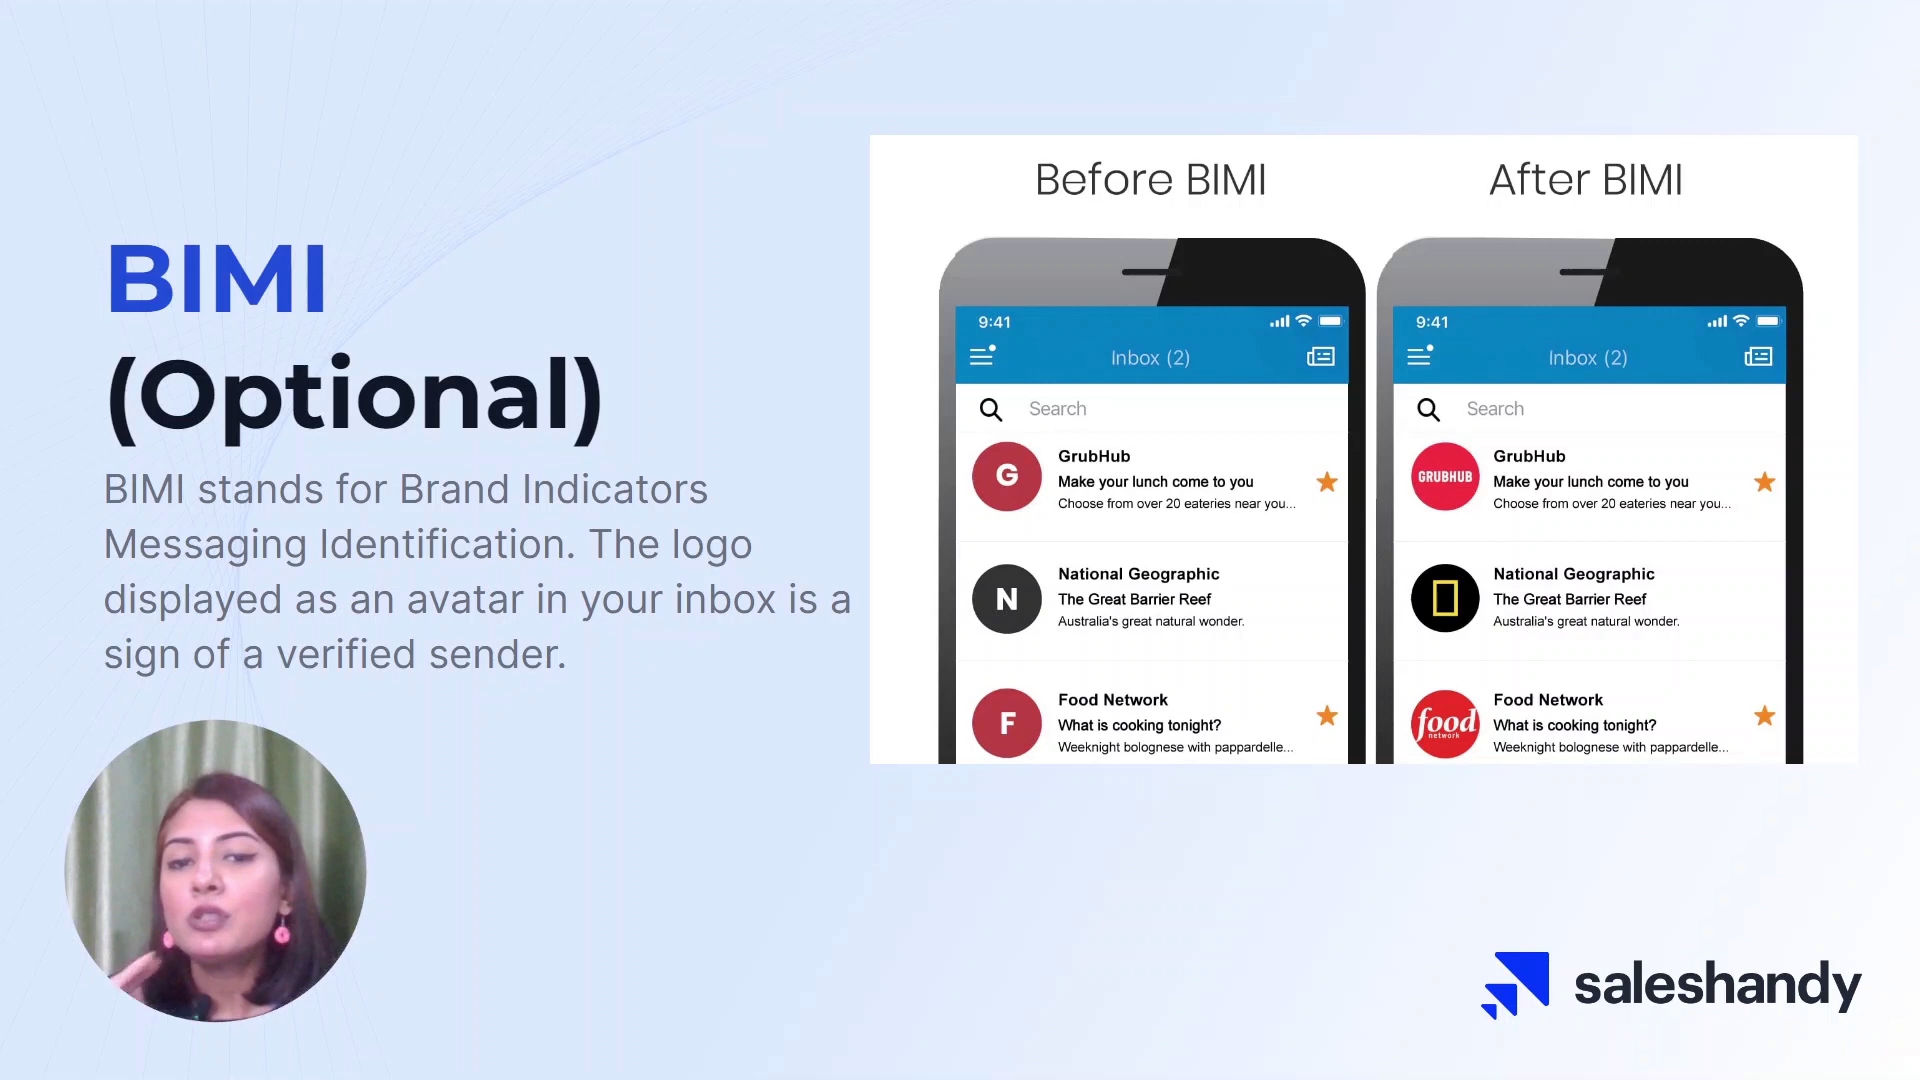 BIMI
(Optional)
BIMI stands for Brand Indicators
Messaging Identification. The logo
displayed as an avatar in your inbox is a
sign of a verified sender.
Before BIMI
9:41
Inbox (2)
Search
G
GrubHub
Make your lunch come to you
Choose from over 20 eateries near you...
N
National Geographic
The Great Barrier Reef
Australia's great natural wonder.
F
Food Network
What is cooking tonight?
Weeknight bolognese with pappardelle...
After BIMI
9:41
Inbox (2)
Search
GRUBHUB
GrubHub
Make your lunch come to you
Choose from over 20 eateries near you...
National Geographic
The Great Barrier Reef
Australia's great natural wonder.
food
network
Food Network
What is cooking tonight?
Weeknight bolognese with pappardelle...
saleshandy